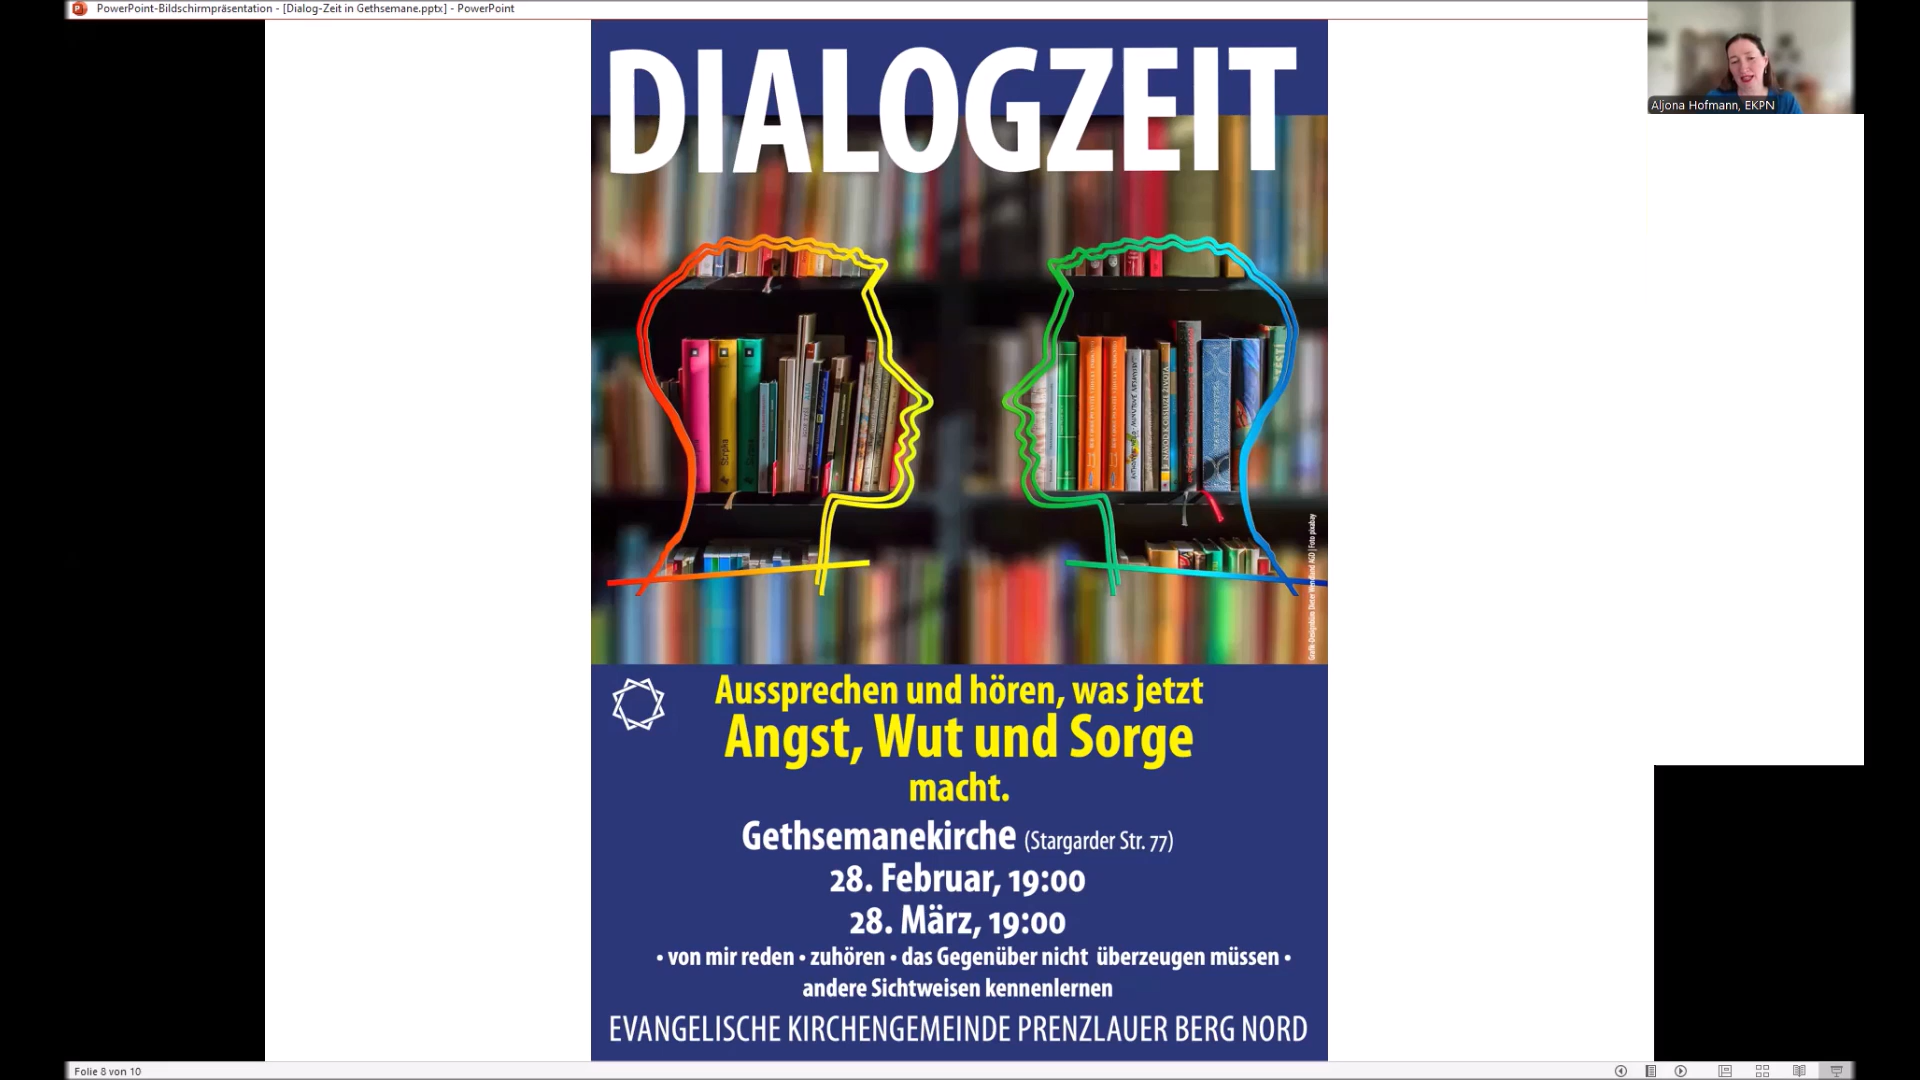 PowerPoint-Bildschirmpräsentation - [Dialog-Zeit in Gethsemane.pptx] - PowerPoint
Aljona Hofmann, EKPN
DIALOGZEIT
Strpka
Aussprechen und hören, was jetzt
Angst, Wut und Sorge
macht.
Gethsemanekirche (Stargarder Str. 77)
28. Februar, 19:00
28. März, 19:00
• von mir reden • zuhören • das Gegenüber nicht überzeugen müssen •
andere Sichtweisen kennenlernen
EVANGELISCHE KIRCHENGEMEINDE PRENZLAUER BERG NORD
Folie 8 von 10